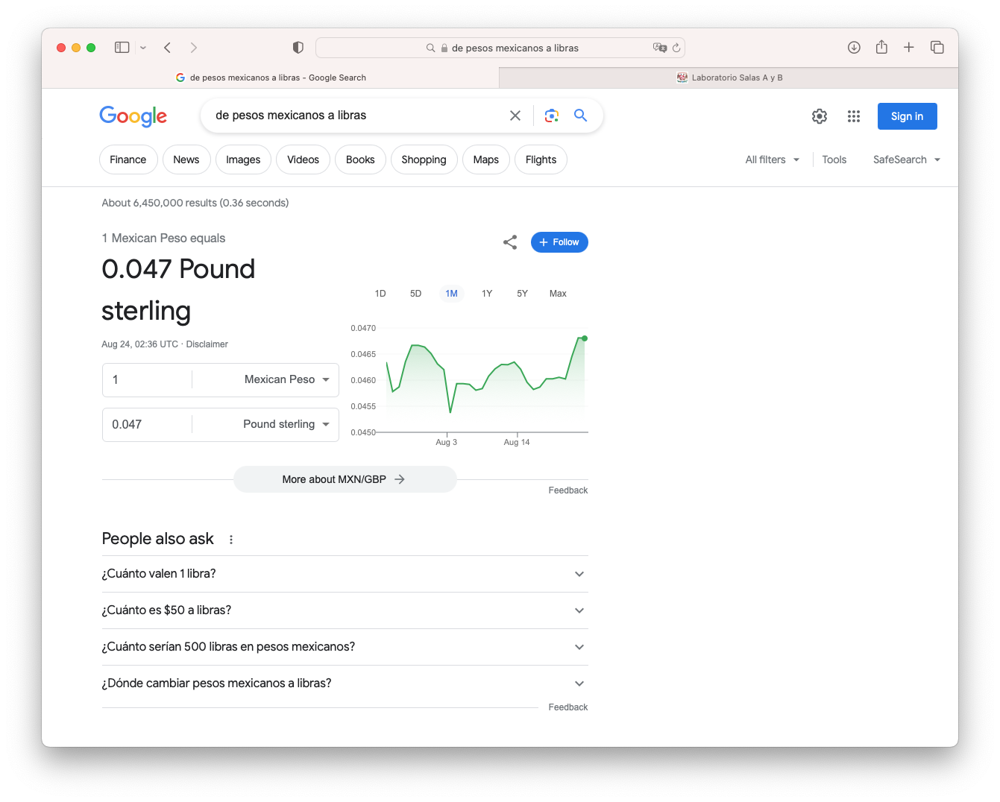 de pesos mexicanos a libras
de pesos mexicanos a libras - Google Search
Laboratorio Salas A y B
Google
de pesos mexicanos a libras
Sign in
Finance
News
Images
Videos
Books
Shopping
Maps
Flights
All filters
Tools
SafeSearch
About 6,450,000 results (0.36 seconds)
1 Mexican Peso equals
0.047 Pound
sterling
Aug 24, 02:36 UTC · Disclaimer
1
Mexican Peso
0.047
Pound sterling
+ Follow
1D
5D
1M
1Y
5Y
Max
0.0470
0.0465
0.0460
0.0455
0.0450
Aug 3
Aug 14
More about MXN/GBP →
Feedback
People also ask
¿Cuánto valen 1 libra?
¿Cuánto es $50 a libras?
¿Cuánto serían 500 libras en pesos mexicanos?
¿Dónde cambiar pesos mexicanos a libras?
Feedback